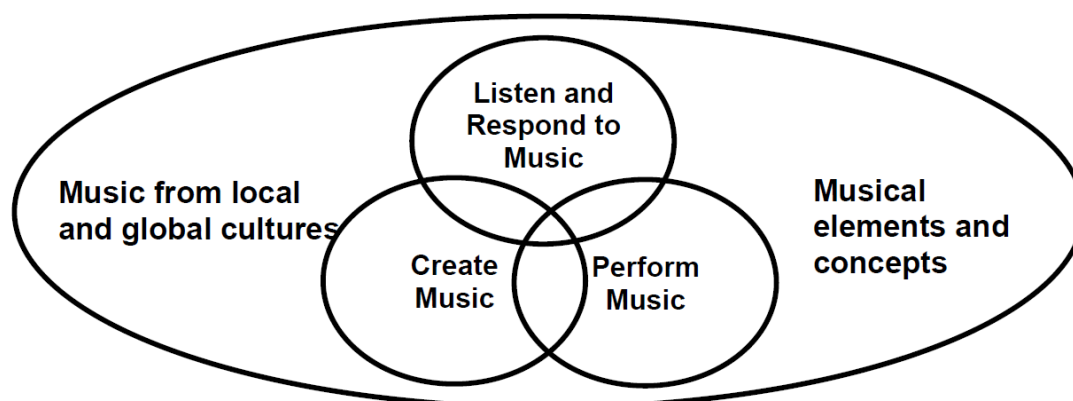 Listen and
Respond to
Music
Music from local
and global cultures
Musical
elements and
concepts
Create
Music
Perform
Music